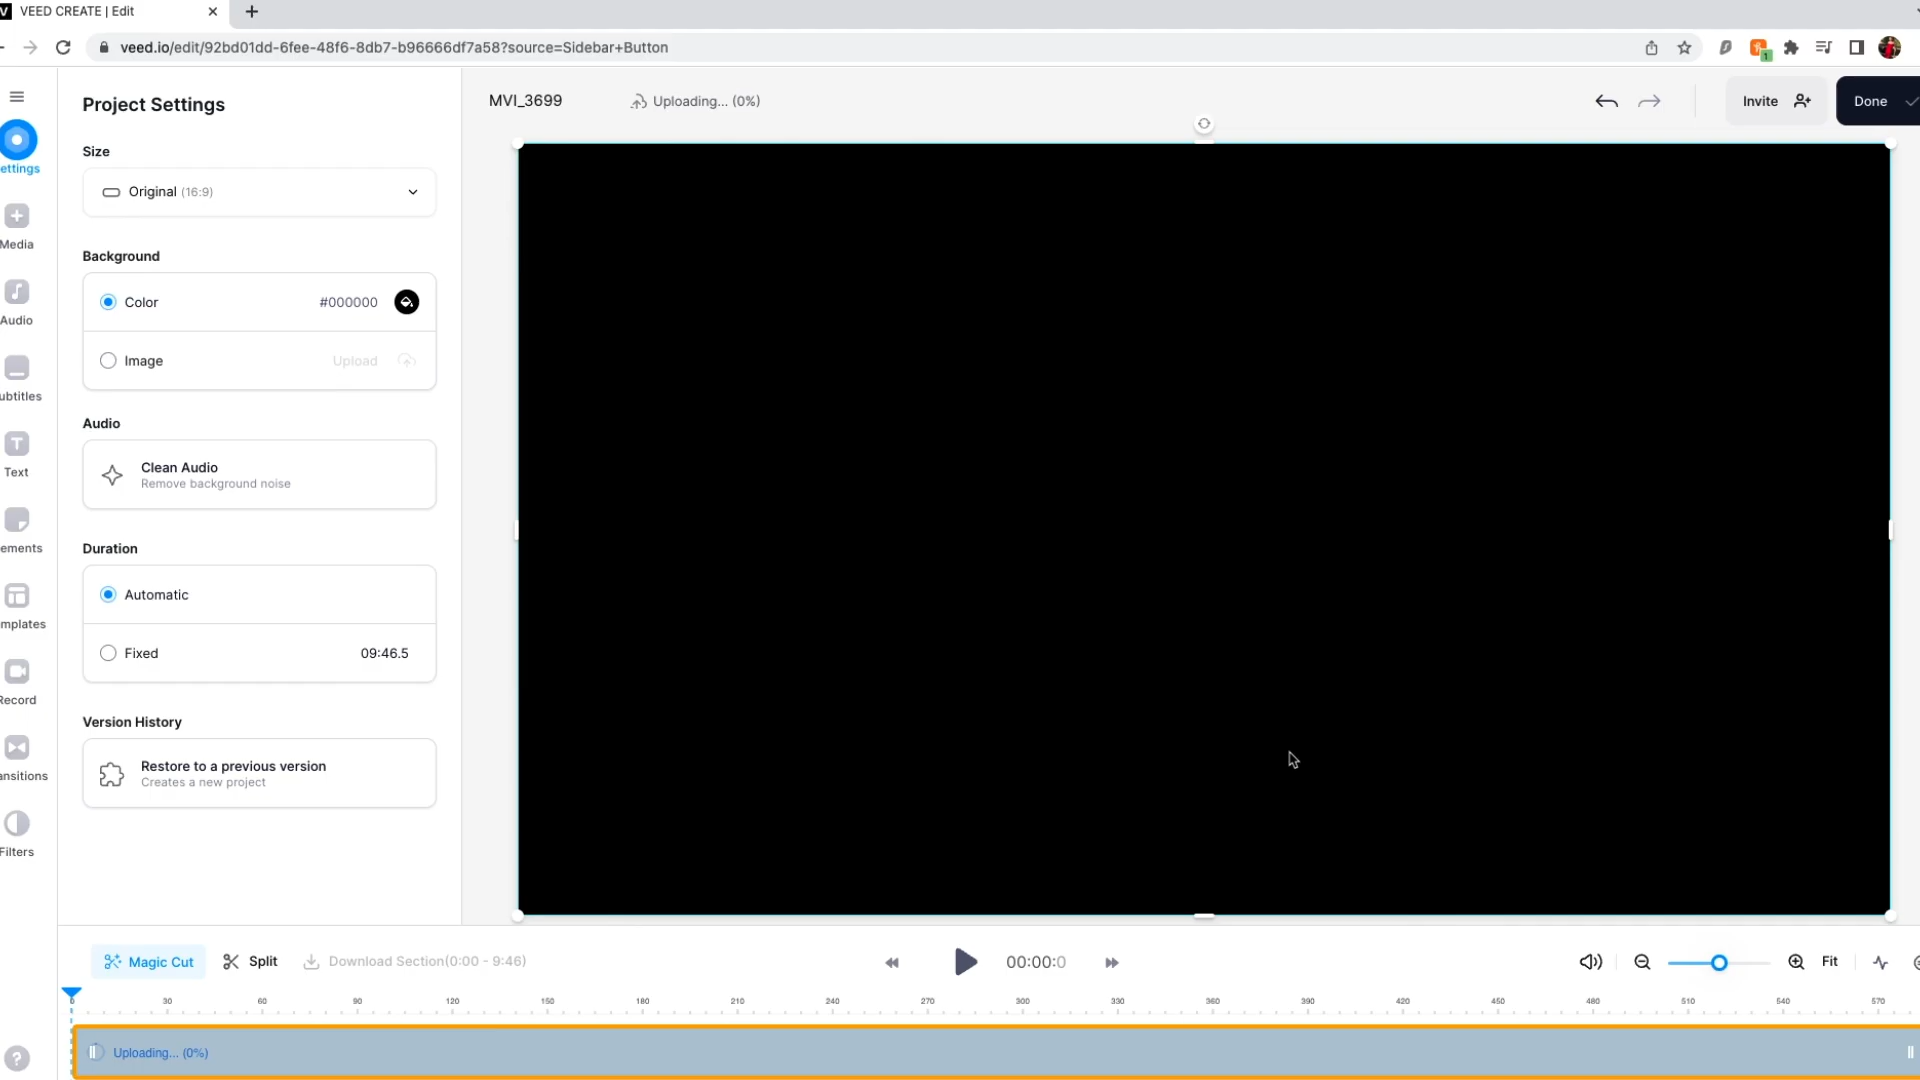 VEED CREATE | Edit
veed.io/edit/92bd01dd-6fee-48f6-8db7-b96666df7a58?source=Sidebar+Button
1
Project Settings
MVI_3699
Uploading... (0%)
Invite
Done
ettings
Media
Audio
ubtitles
Text
ements
mplates
Record
ansitions
Filters
Size
Original (16:9)
Background
Color #000000
Image Upload
Audio
Clean Audio
Remove background noise
Duration
Automatic
Fixed 09:46.5
Version History
Restore to a previous version
Creates a new project
Magic Cut Split Download Section(0:00 - 9:46) 00:00:0 Fit
0 30 60 90 120 150 180 210 240 270 300 330 360 390 420 450 480 510 540 570
Uploading... (0%)
?